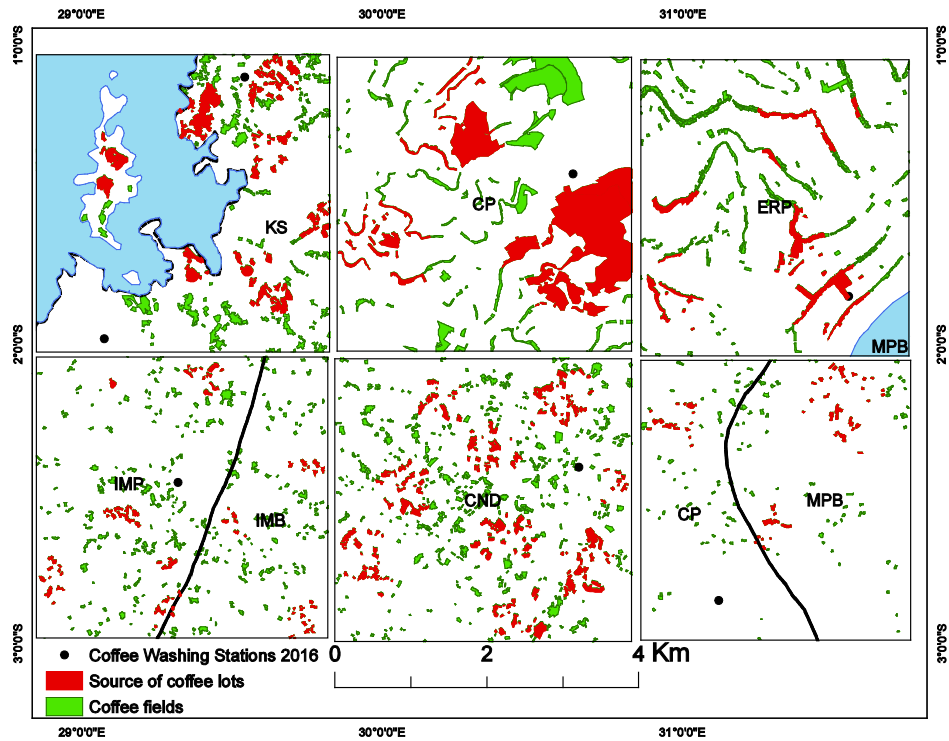 29°0'0"E 30°0'0"E 31°0'0"E
1°0'0"S 1°0'0"S
KS CP ERP
MPB
2°0'0"S 2°0'0"S
IMP IMB CND CP MPB
3°0'0"S 3°0'0"S
Coffee Washing Stations 2016
Source of coffee lots
Coffee fields
0 2 4 Km
29°0'0"E 30°0'0"E 31°0'0"E